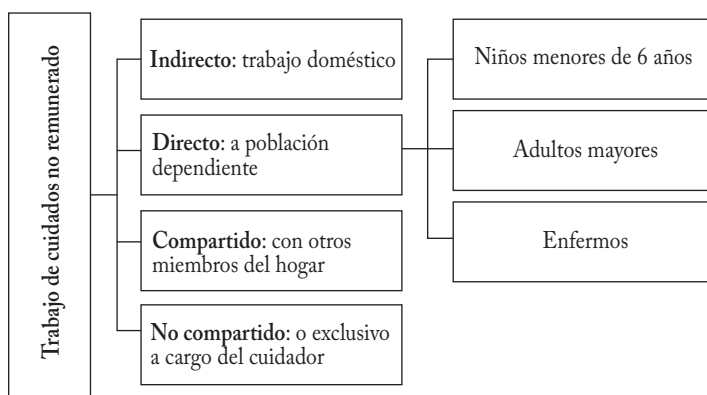 Trabajo de cuidados no remunerado
Indirecto: trabajo doméstico
Directo: a población
dependiente
Compartido: con otros
miembros del hogar
No compartido: o exclusivo
a cargo del cuidador
Niños menores de 6 años
Adultos mayores
Enfermos